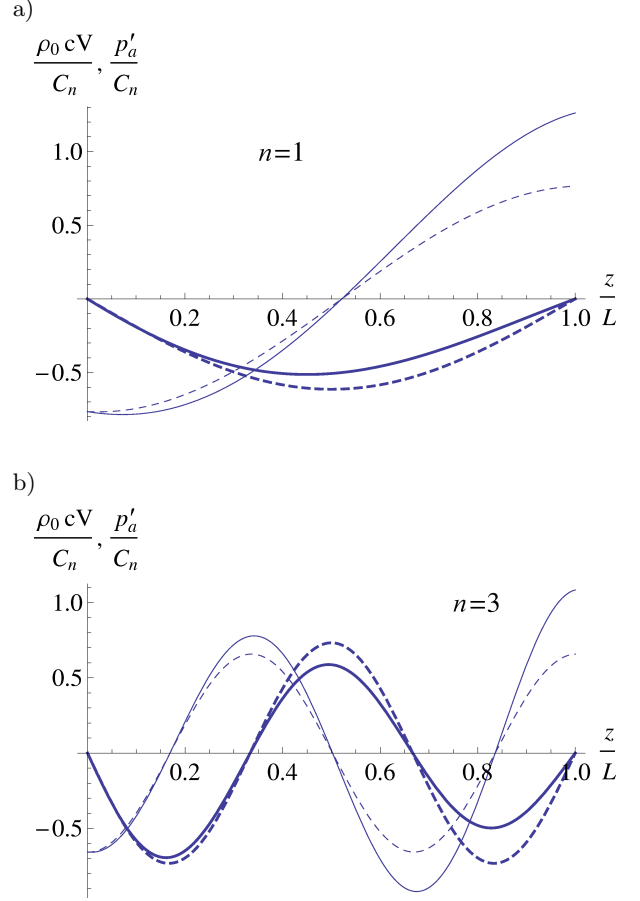 a)
ρ₀ cV / Cₙ , p′ₐ / Cₙ
1.0
n=1
0.5
z / L
0.2 0.4 0.6 0.8 1.0
−0.5
b)
ρ₀ cV / Cₙ , p′ₐ / Cₙ
1.0
n=3
0.5
z / L
0.2 0.4 0.6 0.8 1.0
−0.5